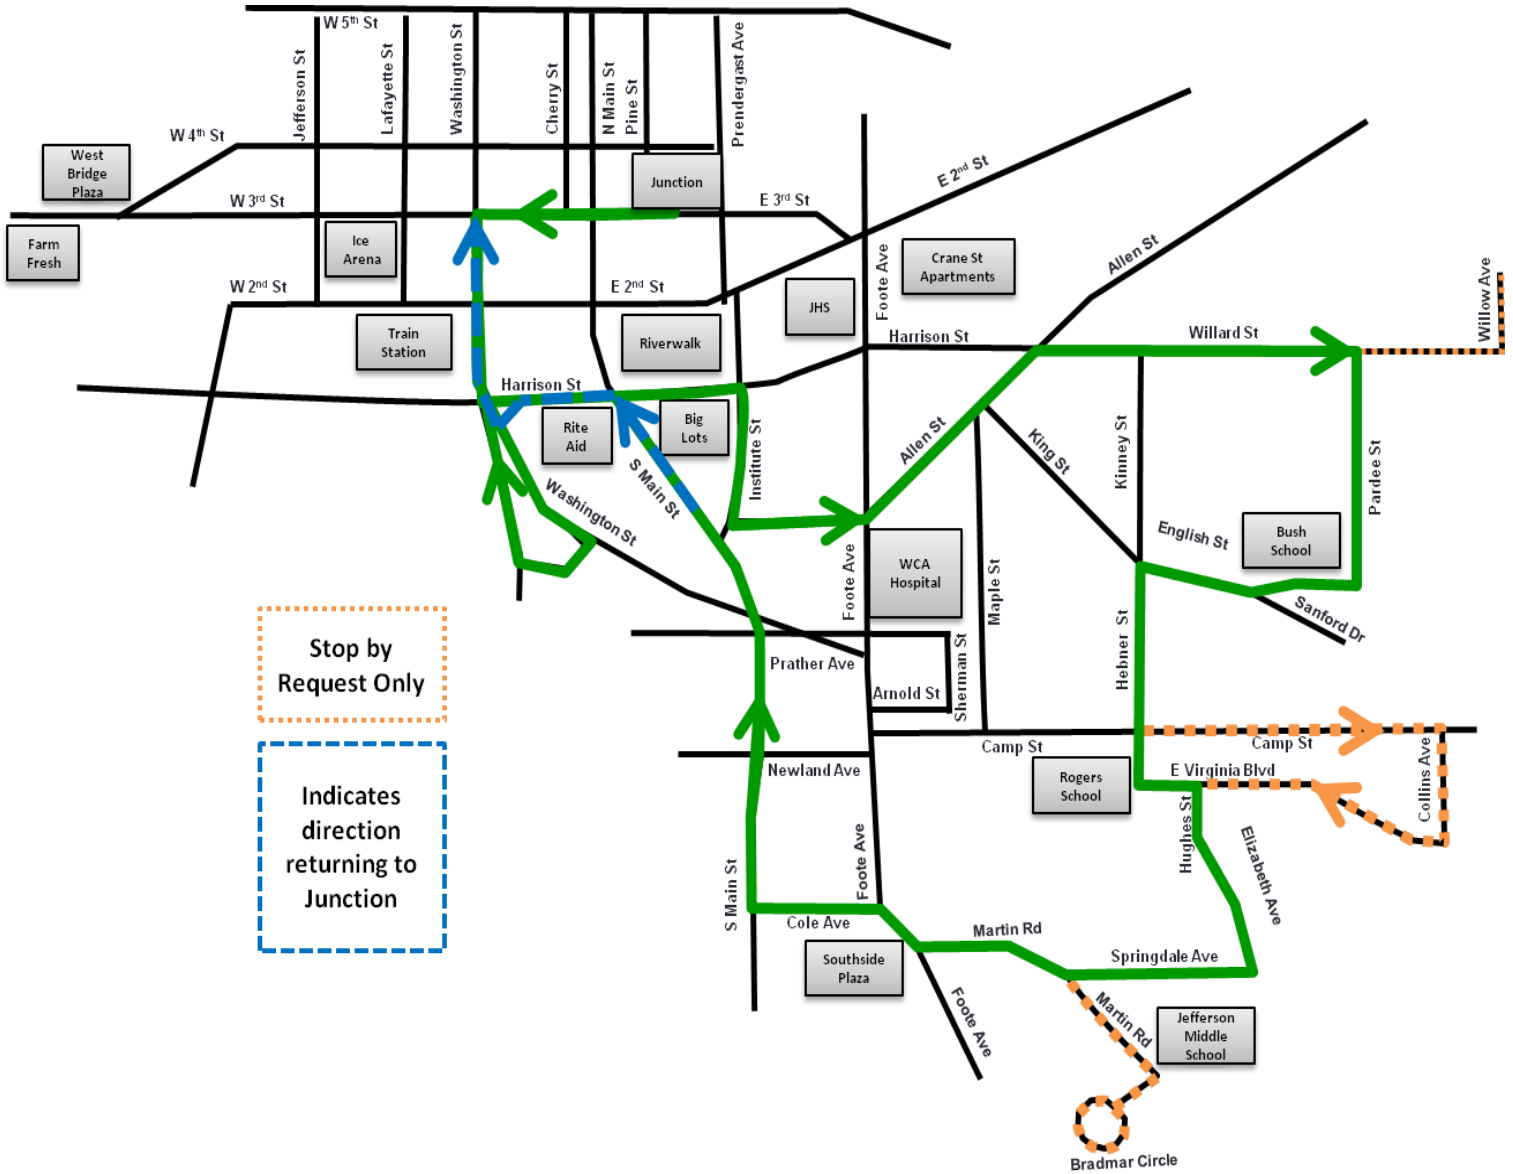 W 5th St
Jefferson St
Lafayette St
Washington St
Cherry St
N Main St
Pine St
Prendergast Ave
W 4th St
West
Bridge
Plaza
Junction
E 2nd St
W 3rd St
E 3rd St
Farm
Fresh
Ice
Arena
Foote Ave
Crane St
Apartments
Allen St
Willow Ave
W 2nd St
E 2nd St
JHS
Train
Station
Riverwalk
Harrison St
Willard St
Harrison St
Rite
Aid
Big
Lots
Institute St
Allen St
King St
Kinney St
Pardee St
S Main St
Washington St
English St
Bush
School
Foote Ave
WCA
Hospital
Maple St
Sanford Dr
Hebner St
Stop by
Request Only
Prather Ave
Sherman St
Arnold St
Camp St
Camp St
Newland Ave
Rogers
School
E Virginia Blvd
Collins Ave
Indicates
direction
returning to
Junction
Hughes St
Elizabeth Ave
S Main St
Foote Ave
Cole Ave
Martin Rd
Springdale Ave
Southside
Plaza
Foote Ave
Martin Rd
Jefferson
Middle
School
Bradmar Circle